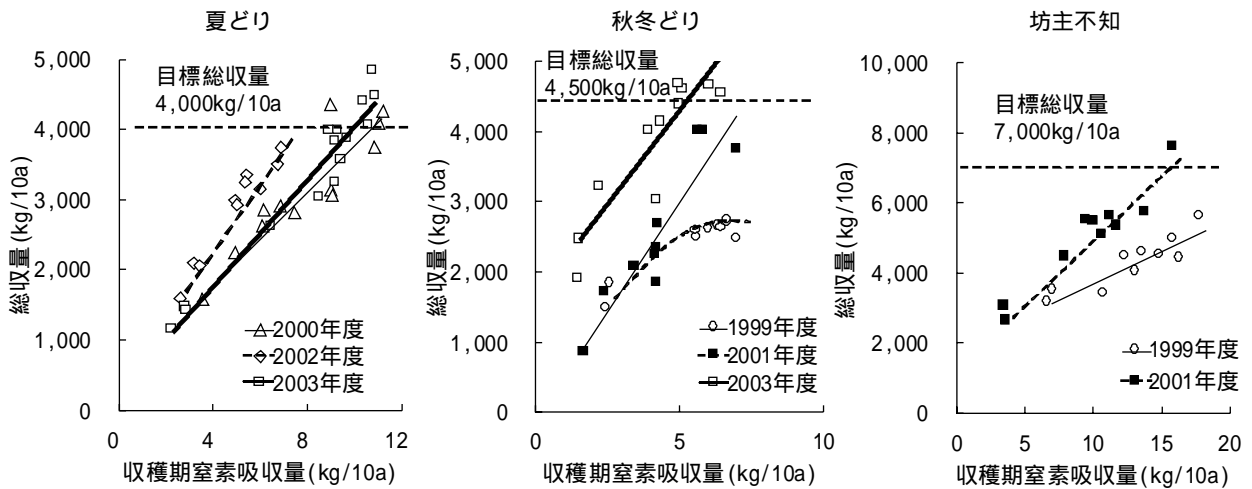 夏どり
5,000
4,000
3,000
2,000
1,000
0
総収量(kg/10a)
目標総収量
4,000kg/10a
2000年度
2002年度
2003年度
0
4
8
12
収穫期窒素吸収量(kg/10a)
秋冬どり
5,000
4,000
3,000
2,000
1,000
0
総収量(kg/10a)
目標総収量
4,500kg/10a
1999年度
2001年度
2003年度
0
5
10
収穫期窒素吸収量(kg/10a)
坊主不知
10,000
8,000
6,000
4,000
2,000
0
総収量(kg/10a)
目標総収量
7,000kg/10a
1999年度
2001年度
0
5
10
15
20
収穫期窒素吸収量(kg/10a)